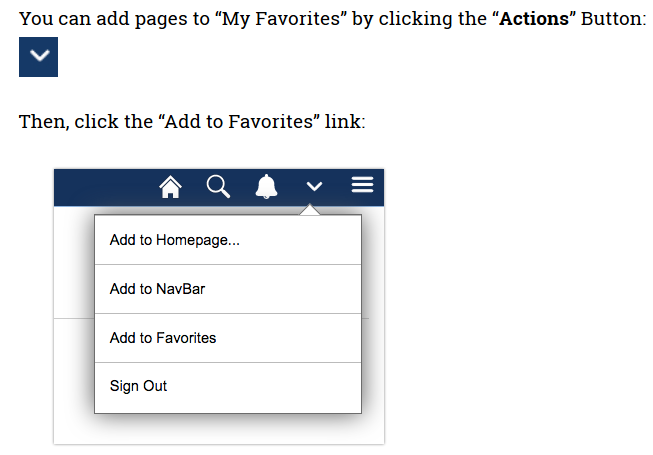 You can add pages to “My Favorites” by clicking the “Actions” Button:
Then, click the “Add to Favorites” link:
Add to Homepage...
Add to NavBar
Add to Favorites
Sign Out